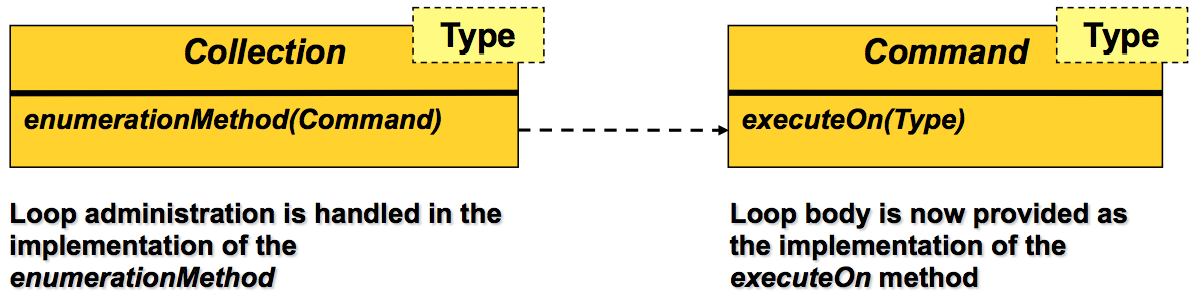 Collection
Type
enumerationMethod(Command)
Command
Type
executeOn(Type)
Loop administration is handled in the
implementation of the
enumerationMethod
Loop body is now provided as
the implementation of the
executeOn method